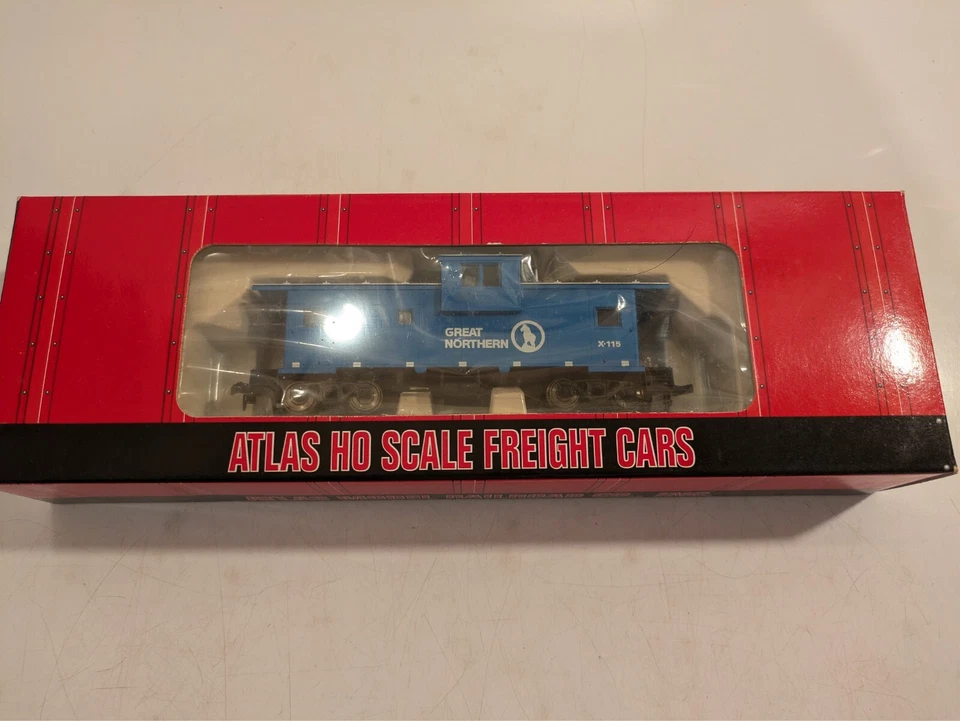 GREAT
NORTHERN
X-115
ATLAS HO SCALE FREIGHT CARS